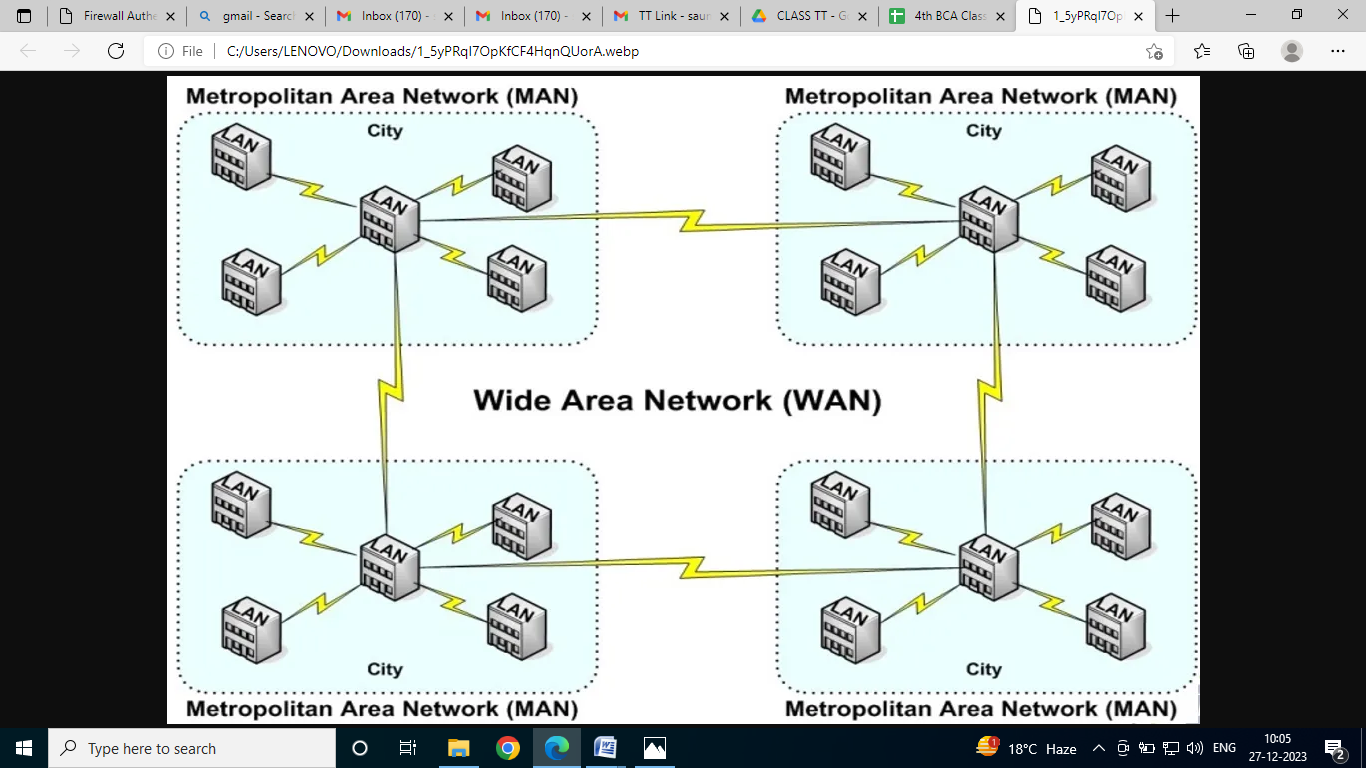 Firewall Authe
gmail - Search
Inbox (170) -
Inbox (170) -
TT Link - saur
CLASS TT - Go
4th BCA Class
1_5yPRqI7Op
File
C:/Users/LENOVO/Downloads/1_5yPRqI7OpKfCF4HqnQUorA.webp
Metropolitan Area Network (MAN)
Metropolitan Area Network (MAN)
City
City
LAN
LAN
LAN
LAN
LAN
LAN
LAN
LAN
LAN
LAN
Wide Area Network (WAN)
LAN
LAN
LAN
LAN
LAN
LAN
LAN
LAN
LAN
LAN
City
City
Metropolitan Area Network (MAN)
Metropolitan Area Network (MAN)
Type here to search
1
18°C Haze
ENG
10:05
27-12-2023
2